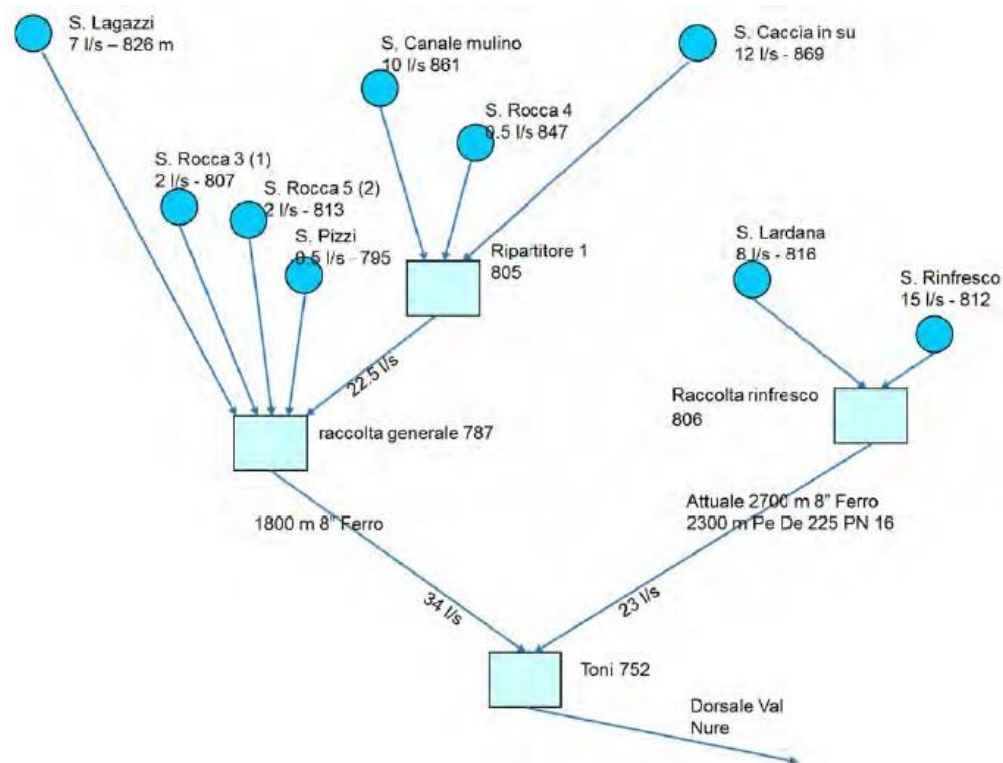 S. Lagazzi
7 l/s – 826 m
S. Canale mulino
10 l/s 861
S. Caccia in su
12 l/s - 869
S. Rocca 4
0.5 l/s 847
S. Rocca 3 (1)
2 l/s - 807
S. Rocca 5 (2)
2 l/s - 813
S. Pizzi
0.5 l/s - 795
Ripartitore 1
805
S. Lardana
8 l/s - 816
S. Rinfresco
15 l/s - 812
22.5 l/s
raccolta generale 787
Raccolta rinfresco
806
1800 m 8" Ferro
Attuale 2700 m 8" Ferro
2300 m Pe De 225 PN 16
34 l/s
23 l/s
Toni 752
Dorsale Val
Nure